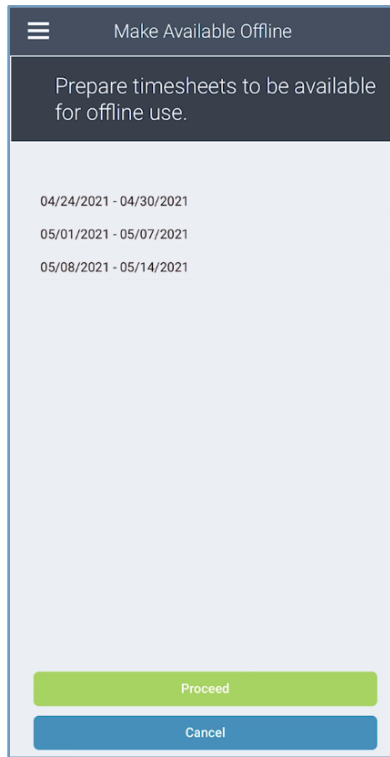 Make Available Offline
Prepare timesheets to be available
for offline use.
04/24/2021 - 04/30/2021
05/01/2021 - 05/07/2021
05/08/2021 - 05/14/2021
Proceed
Cancel